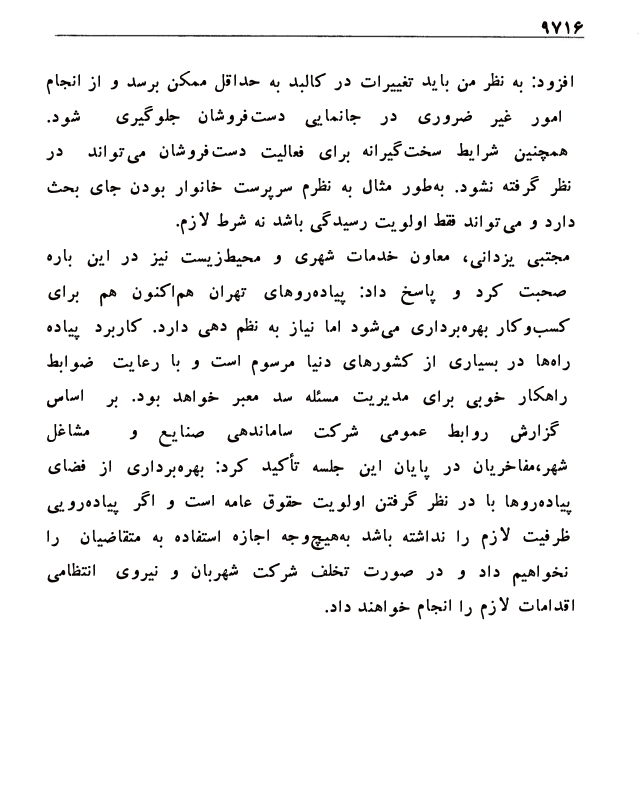 ۹۷۱۶
افزود: به نظر من باید تغییرات در کالبد به حداقل ممکن برسد و از انجام
امور غیر ضروری در جانمایی دست‌فروشان جلوگیری شود.
همچنین شرایط سخت‌گیرانه برای فعالیت دست‌فروشان می‌تواند در
نظر گرفته نشود. به‌طور مثال به نظرم سرپرست خانوار بودن جای بحث
دارد و می‌تواند فقط اولویت رسیدگی باشد نه شرط لازم.
مجتبی یزدانی، معاون خدمات شهری و محیط‌زیست نیز در این باره
صحبت کرد و پاسخ داد: پیاده‌روهای تهران هم‌اکنون هم برای
کسب‌وکار بهره‌برداری می‌شود اما نیاز به نظم دهی دارد. کاربرد پیاده
راه‌ها در بسیاری از کشورهای دنیا مرسوم است و با رعایت ضوابط
راهکار خوبی برای مدیریت مسئله سد معبر خواهد بود. بر اساس
گزارش روابط عمومی شرکت ساماندهی صنایع و مشاغل
شهر،مفاخریان در پایان این جلسه تأکید کرد: بهره‌برداری از فضای
پیاده‌روها با در نظر گرفتن اولویت حقوق عامه است و اگر پیاده‌رویی
ظرفیت لازم را نداشته باشد به‌هیچ‌وجه اجازه استفاده به متقاضیان را
نخواهیم داد و در صورت تخلف شرکت شهربان و نیروی انتظامی
اقدامات لازم را انجام خواهند داد.